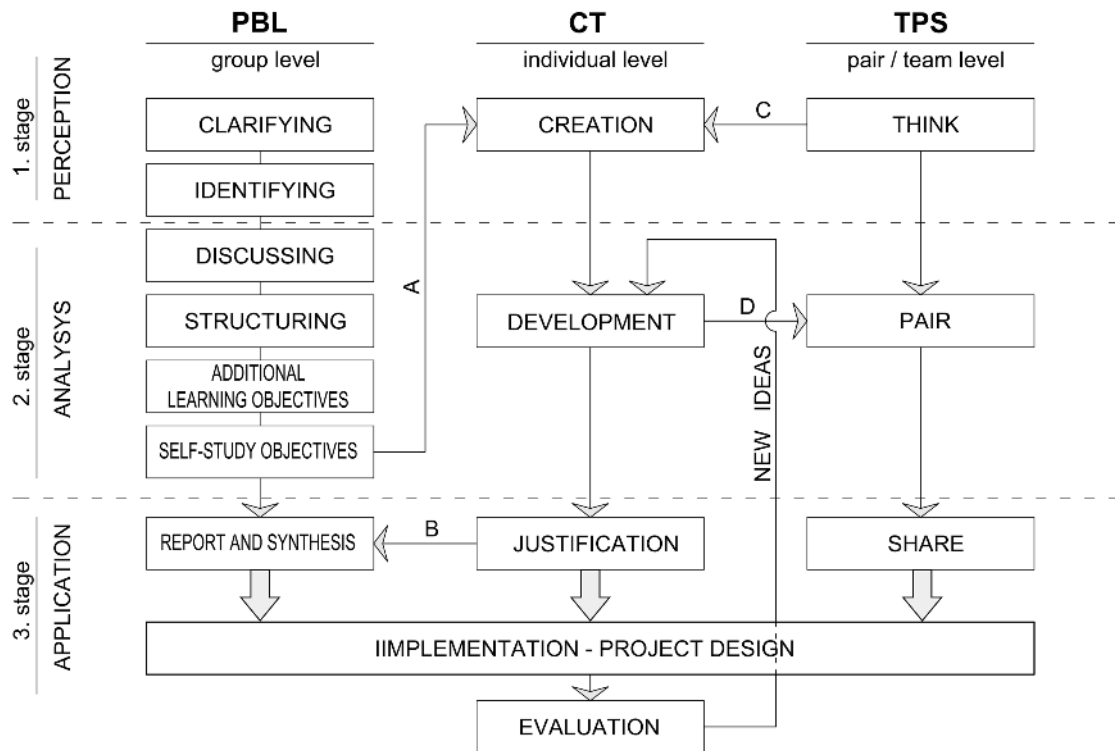 PBL
CT
TPS
group level
individual level
pair / team level
1. stage
PERCEPTION
CLARIFYING
CREATION
C
THINK
IDENTIFYING
2. stage
ANALYSYS
DISCUSSING
A
STRUCTURING
DEVELOPMENT
D
PAIR
ADDITIONAL
LEARNING OBJECTIVES
NEW IDEAS
SELF-STUDY OBJECTIVES
3. stage
APPLICATION
REPORT AND SYNTHESIS
B
JUSTIFICATION
SHARE
IIMPLEMENTATION - PROJECT DESIGN
EVALUATION